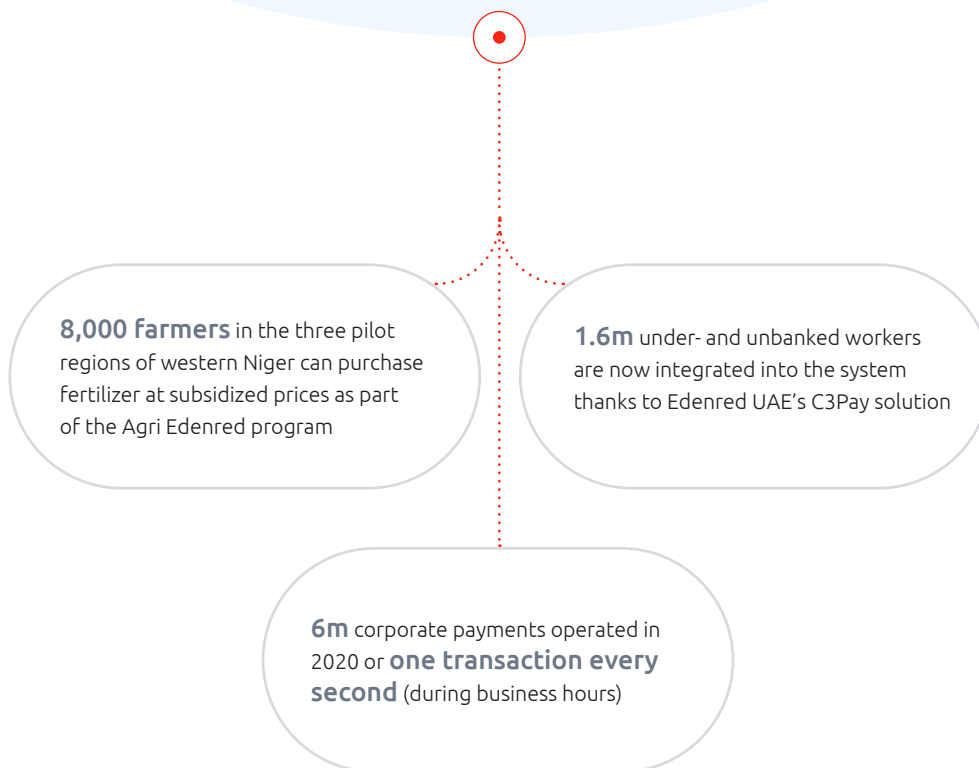 8,000 farmers in the three pilot
regions of western Niger can purchase
fertilizer at subsidized prices as part
of the Agri Edenred program
1.6m under- and unbanked workers
are now integrated into the system
thanks to Edenred UAE’s C3Pay solution
6m corporate payments operated in
2020 or one transaction every
second (during business hours)